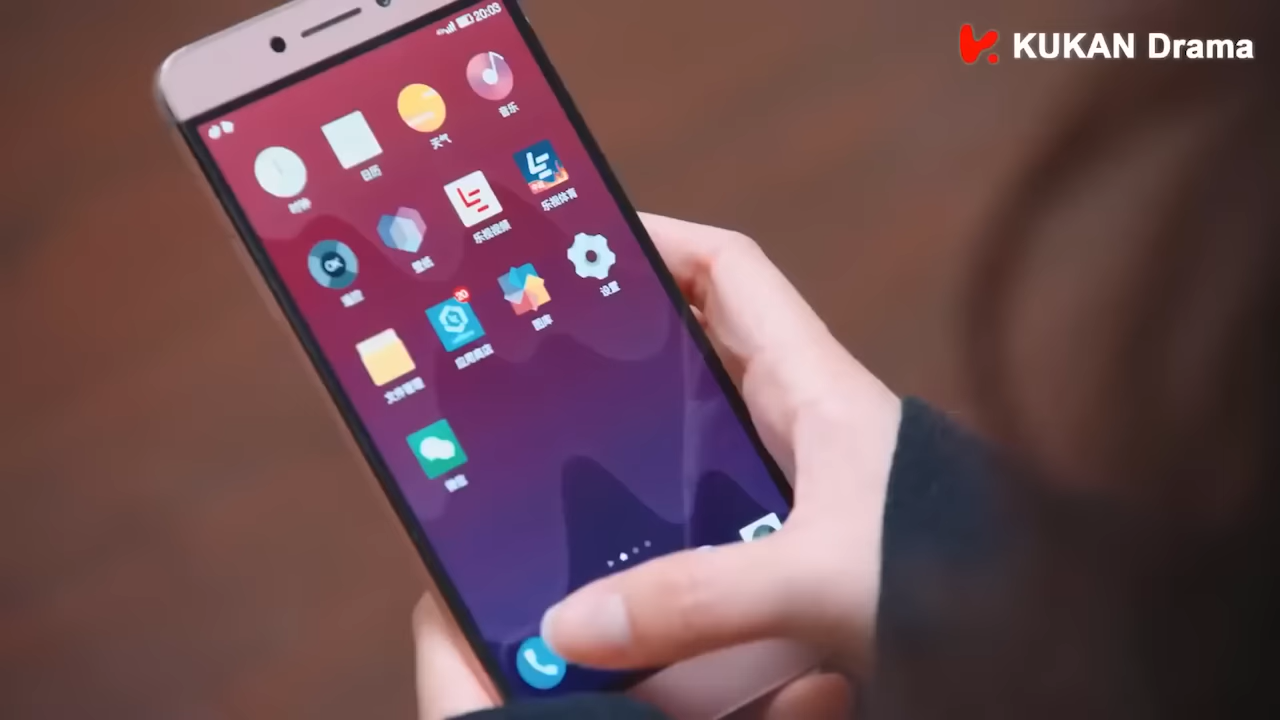 KUKAN Drama
20:03
时钟
日历
天气
音乐
壁纸
乐视视频
乐视体育
文件管理
20
应用商店
图库
设置
微信